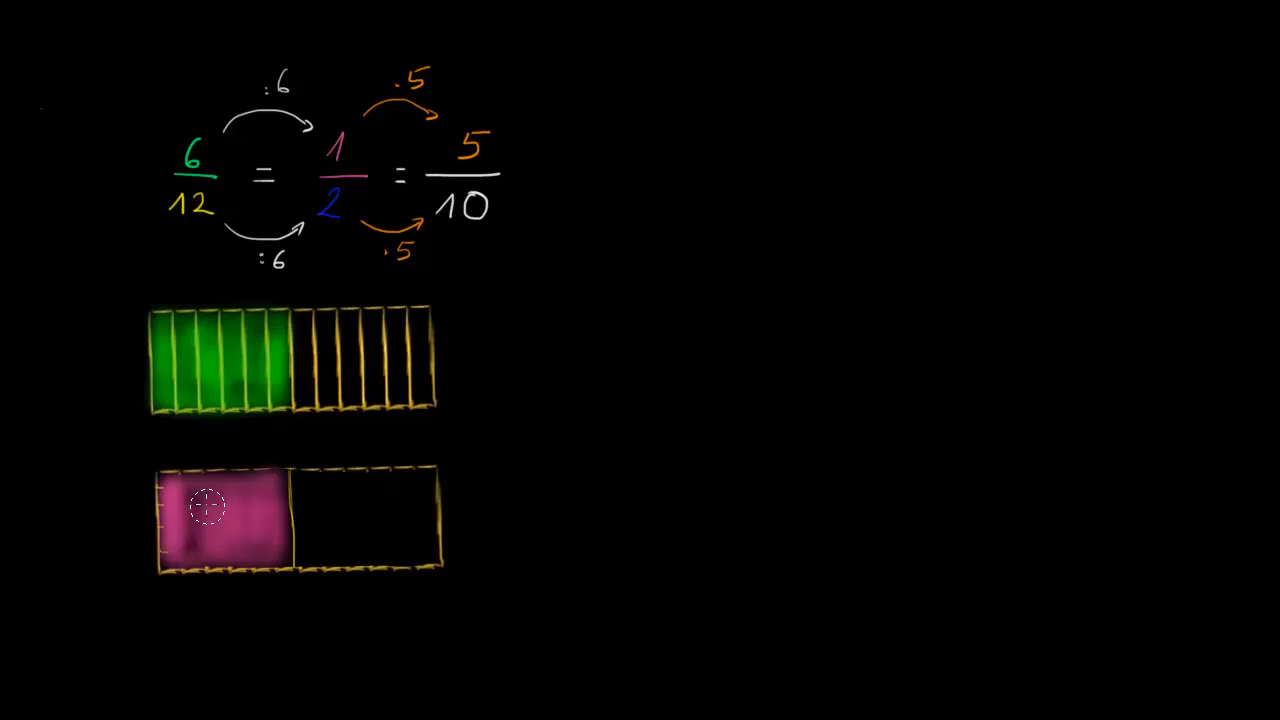 :6 .5
6/12 = 1/2 = 5/10
:6 .5